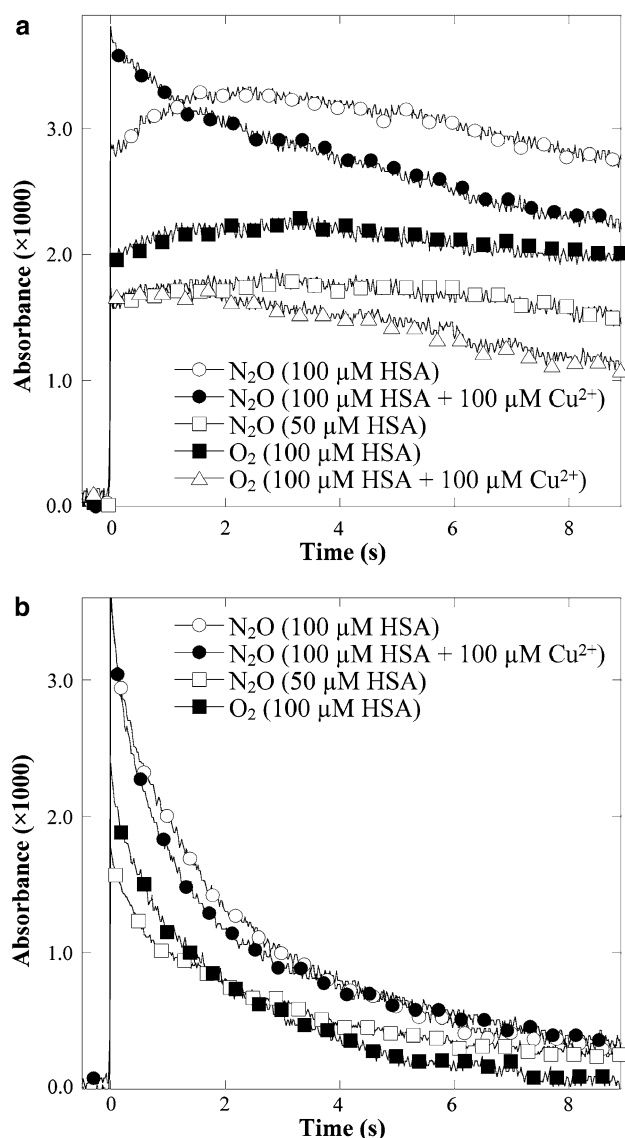 a
3.0
2.0
1.0
0.0
Absorbance (×1000)
N₂O (100 µM HSA)
N₂O (100 µM HSA + 100 µM Cu²⁺)
N₂O (50 µM HSA)
O₂ (100 µM HSA)
O₂ (100 µM HSA + 100 µM Cu²⁺)
0 2 4 6 8
Time (s)
b
3.0
2.0
1.0
0.0
Absorbance (×1000)
N₂O (100 µM HSA)
N₂O (100 µM HSA + 100 µM Cu²⁺)
N₂O (50 µM HSA)
O₂ (100 µM HSA)
0 2 4 6 8
Time (s)